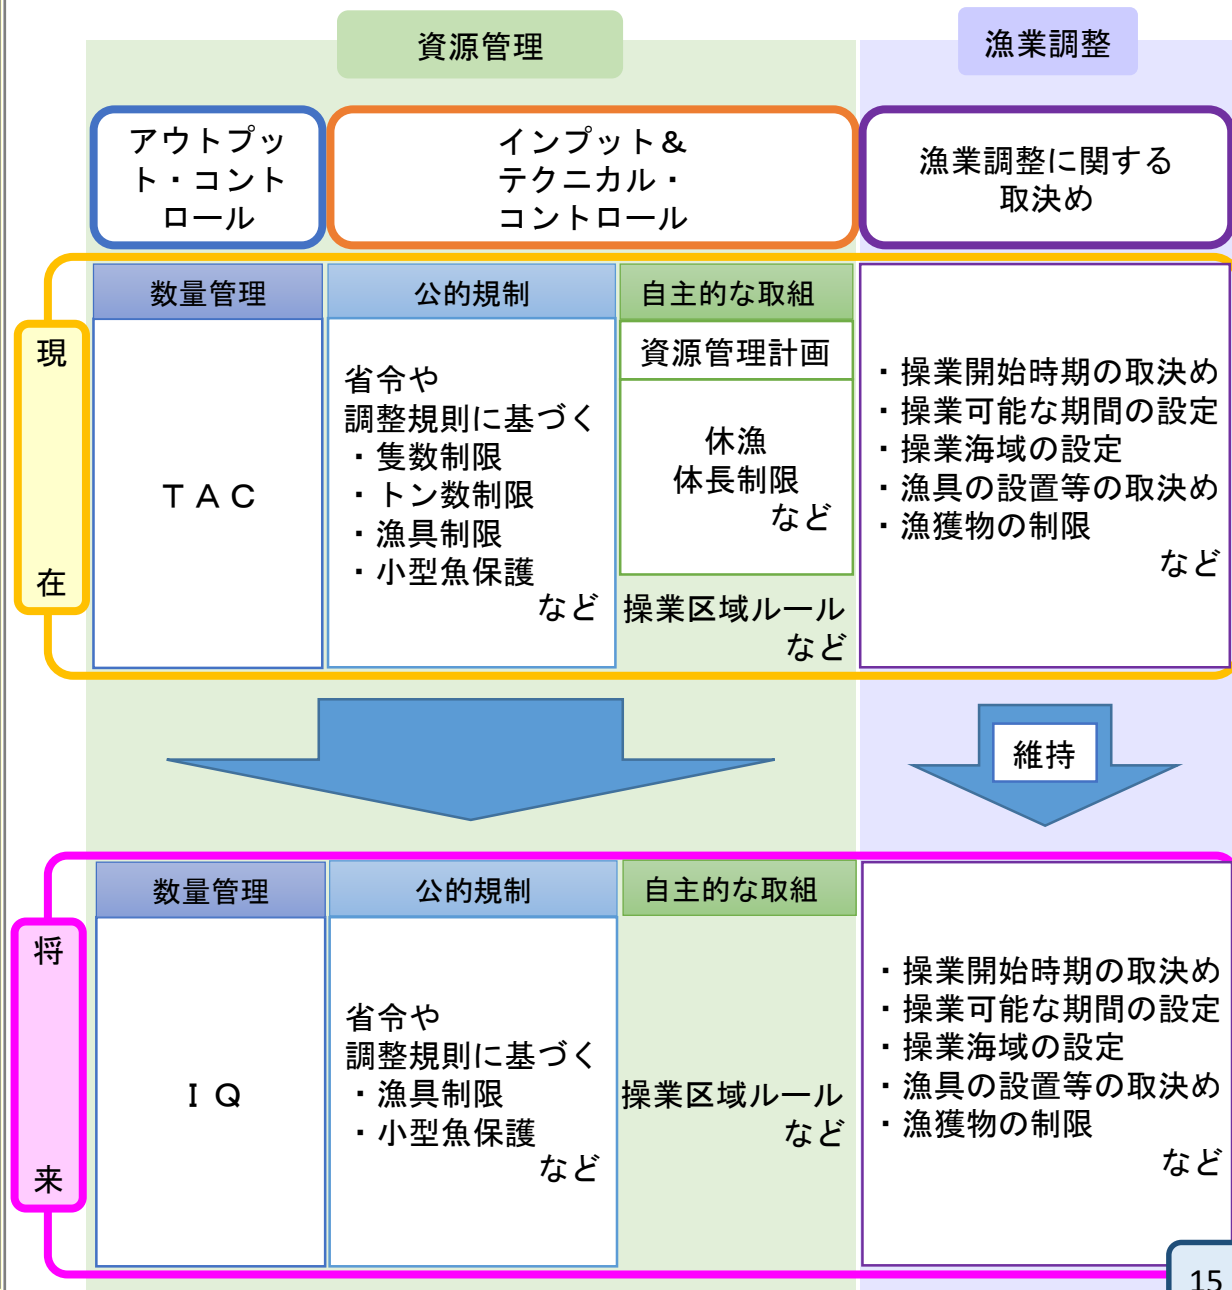 資源管理
漁業調整
アウトプッ
ト・コント
ロール
インプット＆
テクニカル・
コントロール
漁業調整に関する
取決め
現
在
数量管理
ＴＡＣ
公的規制
省令や
調整規則に基づく
・隻数制限
・トン数制限
・漁具制限
・小型魚保護
など
自主的な取組
資源管理計画
休漁
体長制限
など
操業区域ルール
など
・操業開始時期の取決め
・操業可能な期間の設定
・操業海域の設定
・漁具の設置等の取決め
・漁獲物の制限
など
維持
将
来
数量管理
ＩＱ
公的規制
省令や
調整規則に基づく
・漁具制限
・小型魚保護
など
自主的な取組
操業区域ルール
など
・操業開始時期の取決め
・操業可能な期間の設定
・操業海域の設定
・漁具の設置等の取決め
・漁獲物の制限
など
15